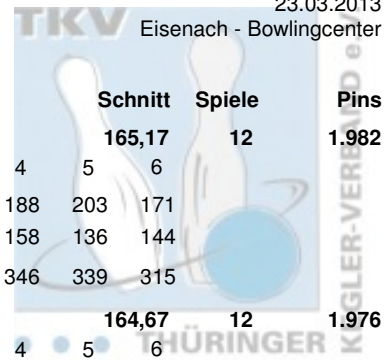 23.03.2013
TKV Eisenach - Bowlingcenter
Schnitt Spiele Pins
165,17 12 1.982
4 5 6
188 203 171
158 136 144
346 339 315
164,67 12 1.976
4 5 6
THÜRINGER
KEGLER-VERBAND e.V.